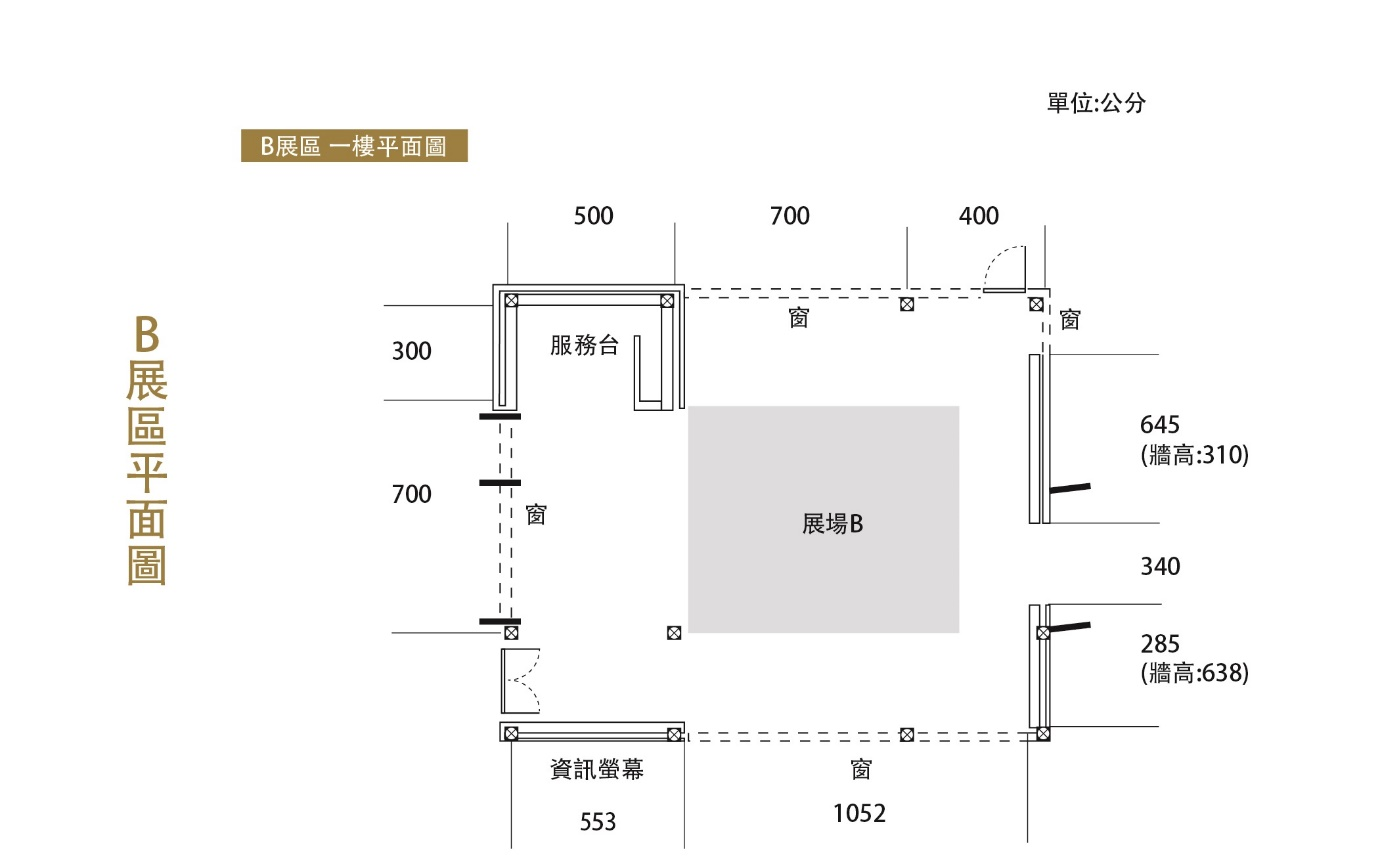 單位:公分
B展區 一樓平面圖
B展區平面圖
500
700
400
服務台
窗
窗
300
700
窗
展場B
645
(牆高:310)
340
285
(牆高:638)
資訊螢幕
窗
553
1052